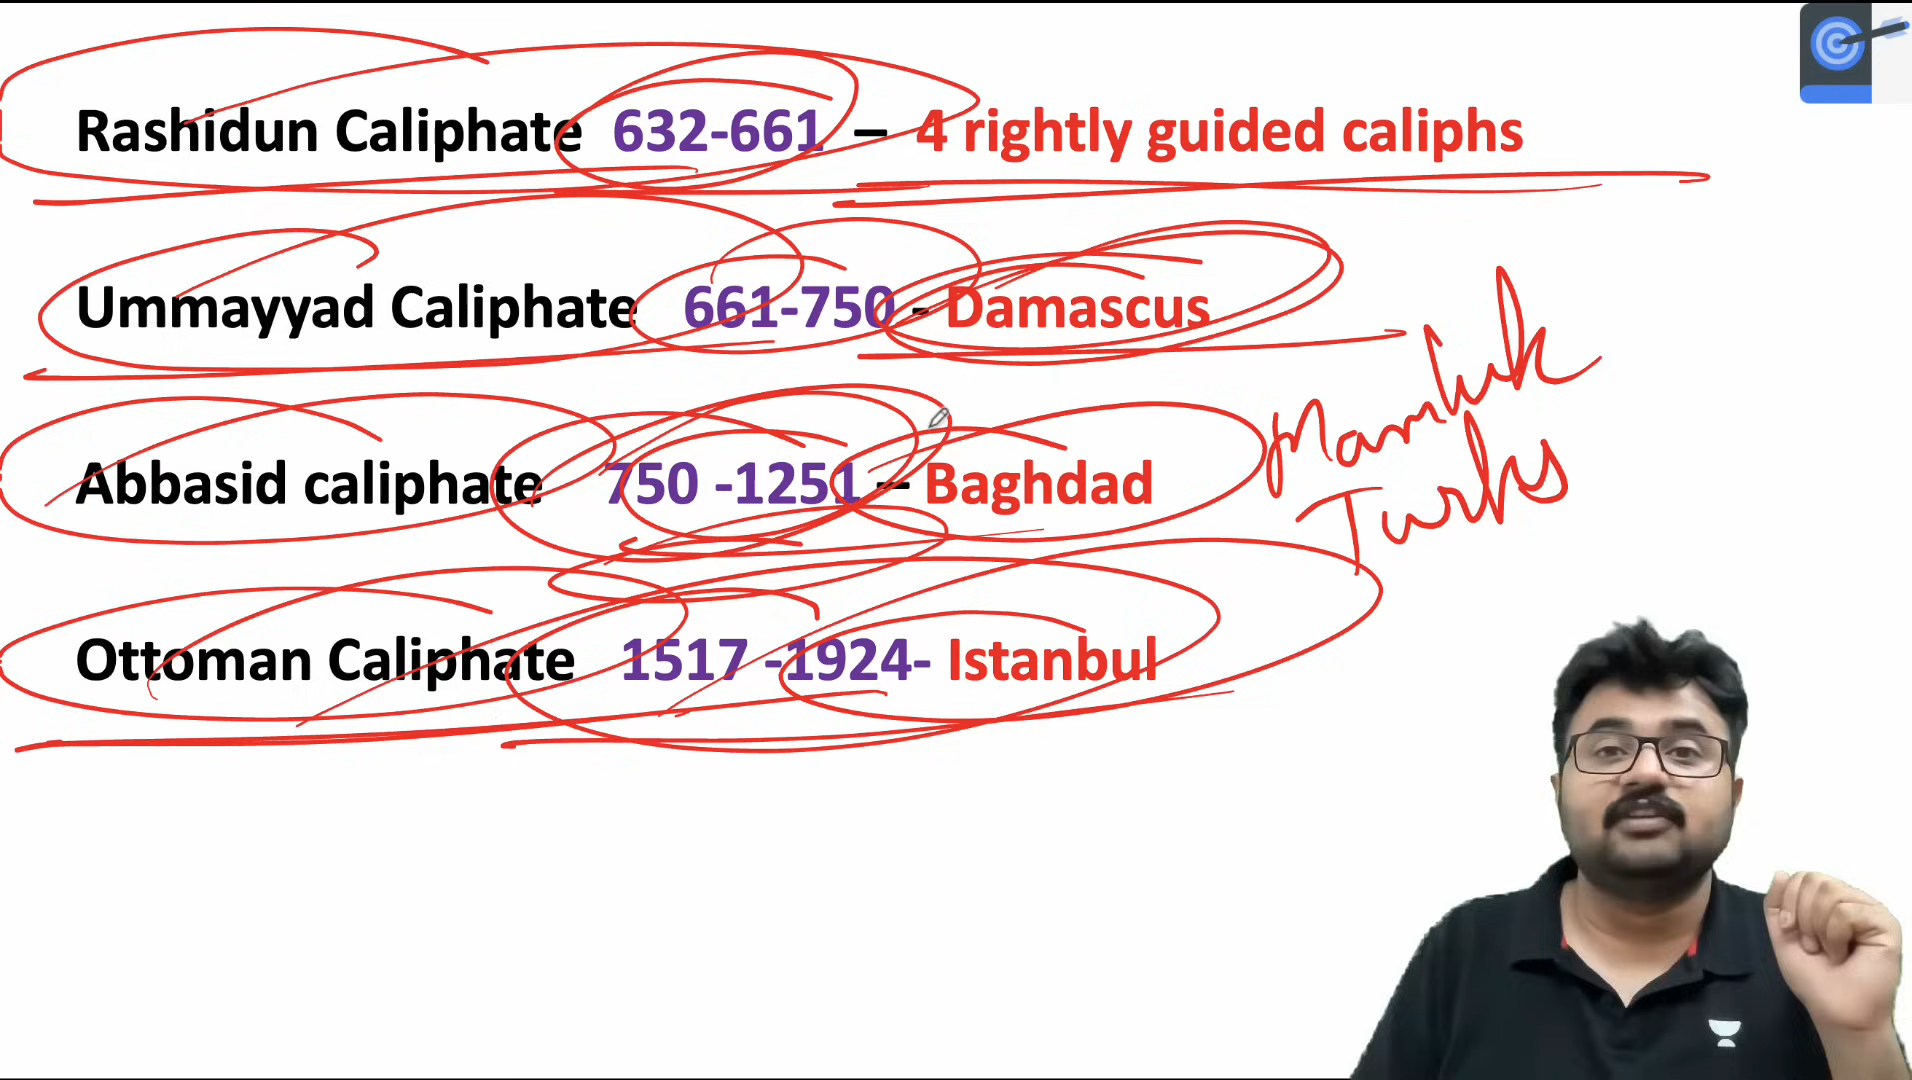 Rashidun Caliphate 632-661 – 4 rightly guided caliphs
Ummayyad Caliphate 661-750 - Damascus
Mamluk
Abbasid caliphate 750 -1251 – Baghdad
Turks
Ottoman Caliphate 1517 -1924- Istanbul